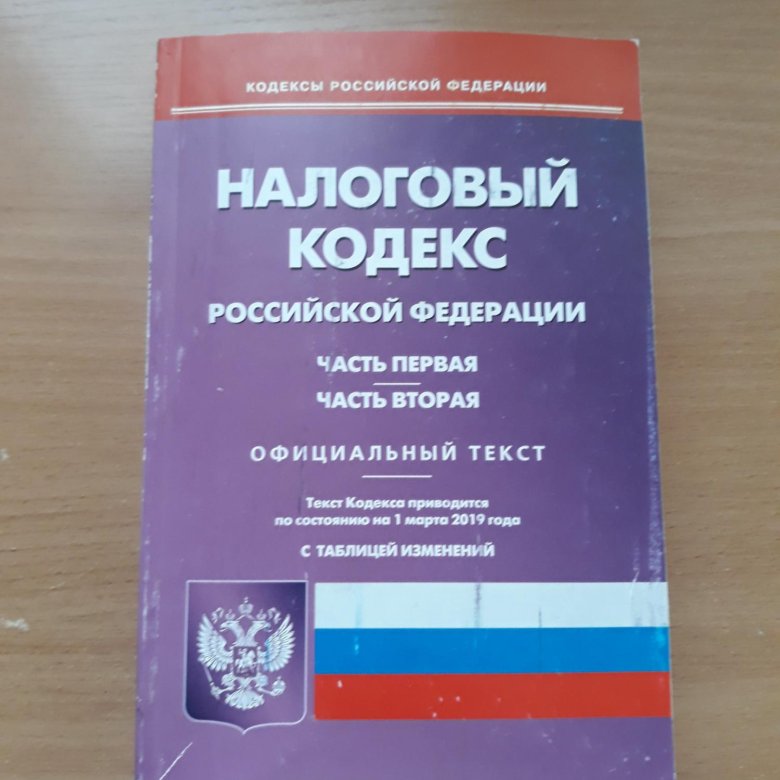 КОДЕКСЫ РОССИЙСКОЙ ФЕДЕРАЦИИ
НАЛОГОВЫЙ
КОДЕКС
РОССИЙСКОЙ ФЕДЕРАЦИИ
ЧАСТЬ ПЕРВАЯ
ЧАСТЬ ВТОРАЯ
ОФИЦИАЛЬНЫЙ ТЕКСТ
Текст Кодекса приводится
по состоянию на 1 марта 2019 года
С ТАБЛИЦЕЙ ИЗМЕНЕНИЙ